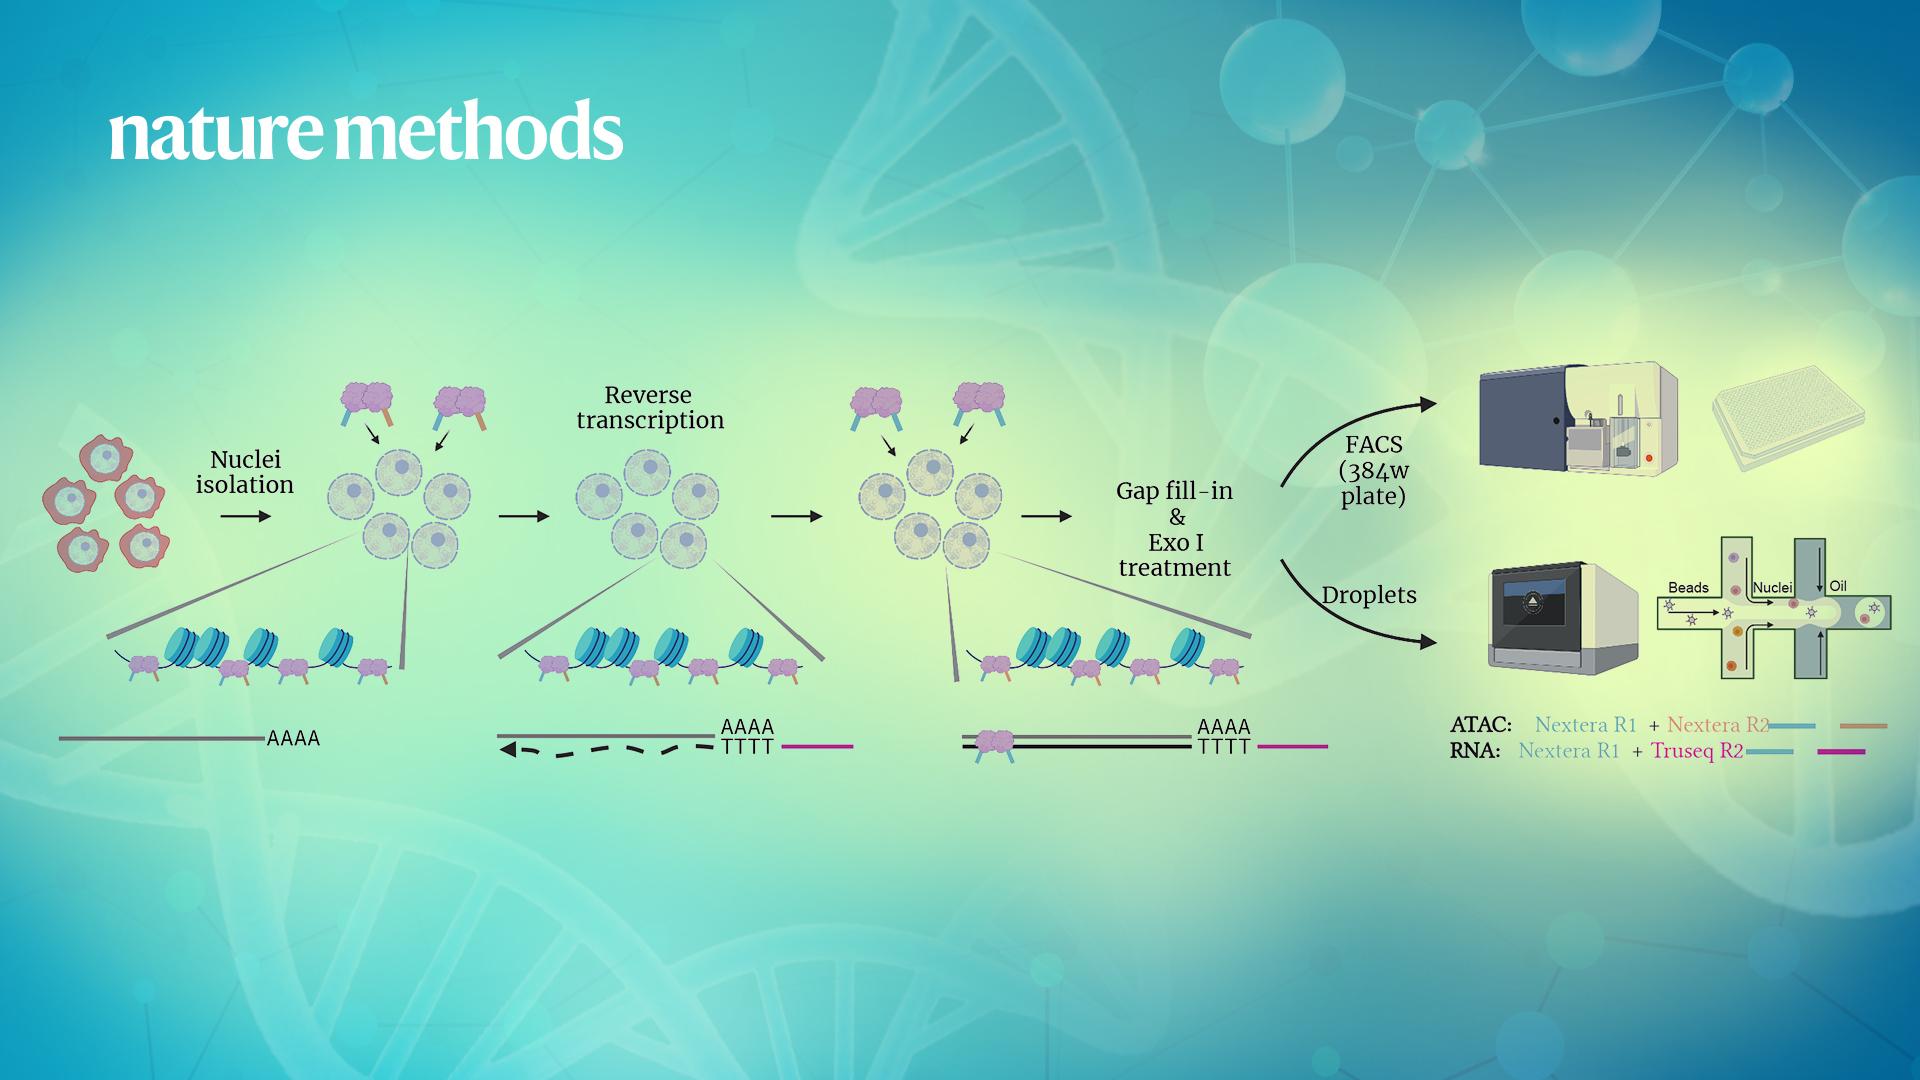 nature methods
Nuclei
isolation
Reverse
transcription
Gap fill-in
&
Exo I
treatment
FACS
(384w
plate)
Droplets
Beads
Nuclei
Oil
AAAA
AAAA
TTTT
AAAA
TTTT
ATAC: Nextera R1 + Nextera R2
RNA: Nextera R1 + Truseq R2